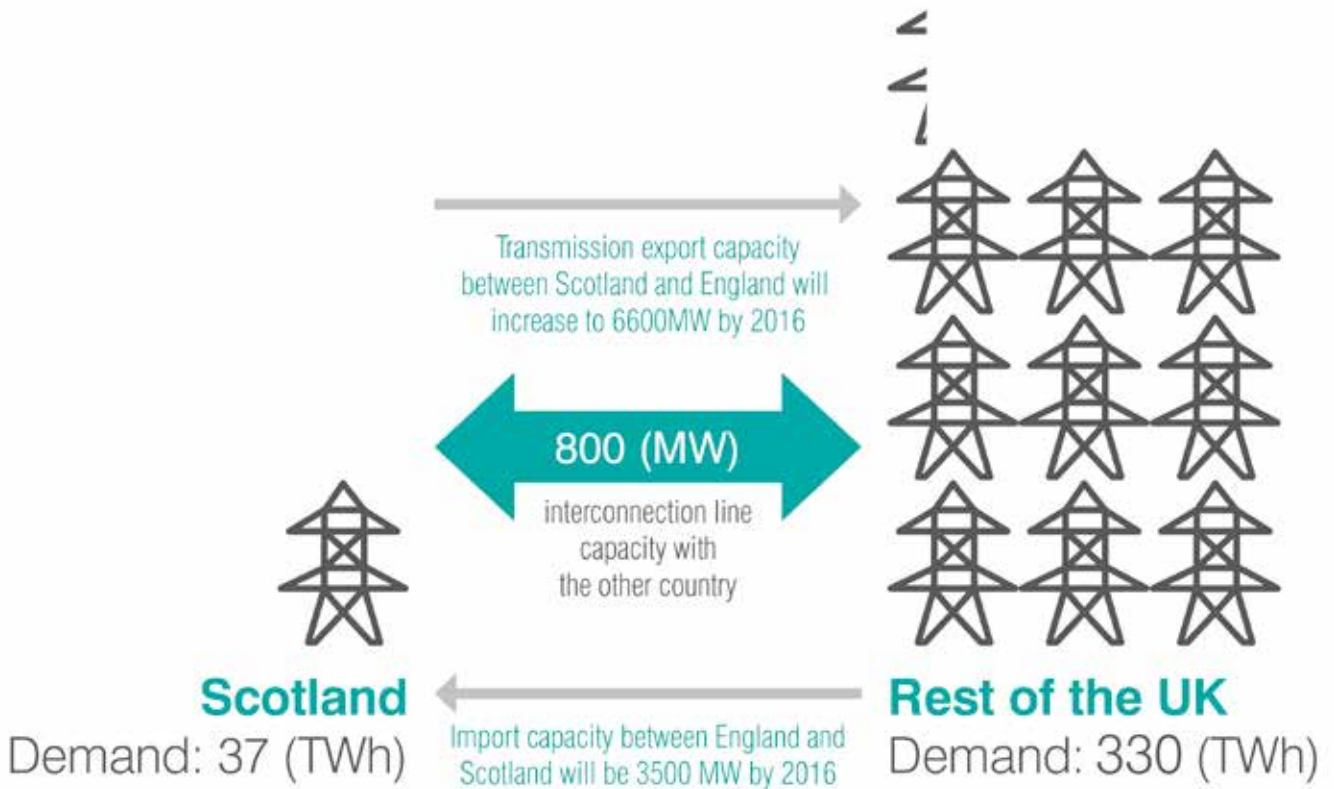 Transmission export capacity
between Scotland and England will
increase to 6600MW by 2016
800 (MW)
interconnection line
capacity with
the other country
Scotland
Demand: 37 (TWh)
Import capacity between England and
Scotland will be 3500 MW by 2016
Rest of the UK
Demand: 330 (TWh)